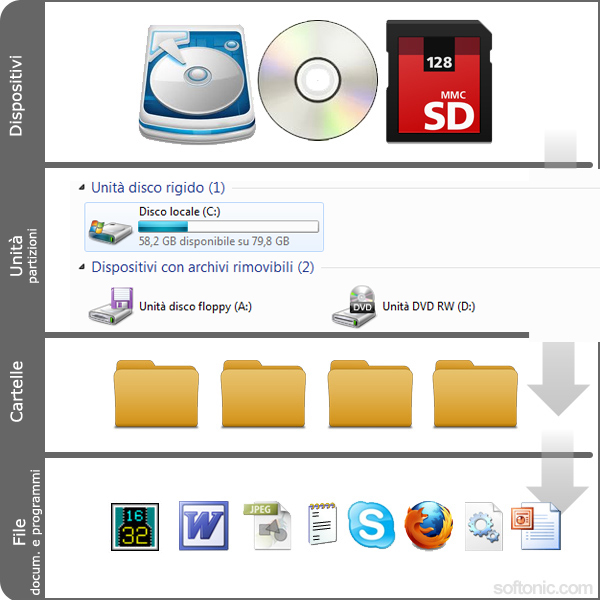 Dispositivi
128
MMC
SD
Unità
partizioni
Unità disco rigido (1)
Disco locale (C:)
58,2 GB disponibile su 79,8 GB
Dispositivi con archivi rimovibili (2)
Unità disco floppy (A:)
DVD
Unità DVD RW (D:)
Cartelle
File
docum. e programmi
16
32
W
JPEG
S
P
softonic.com